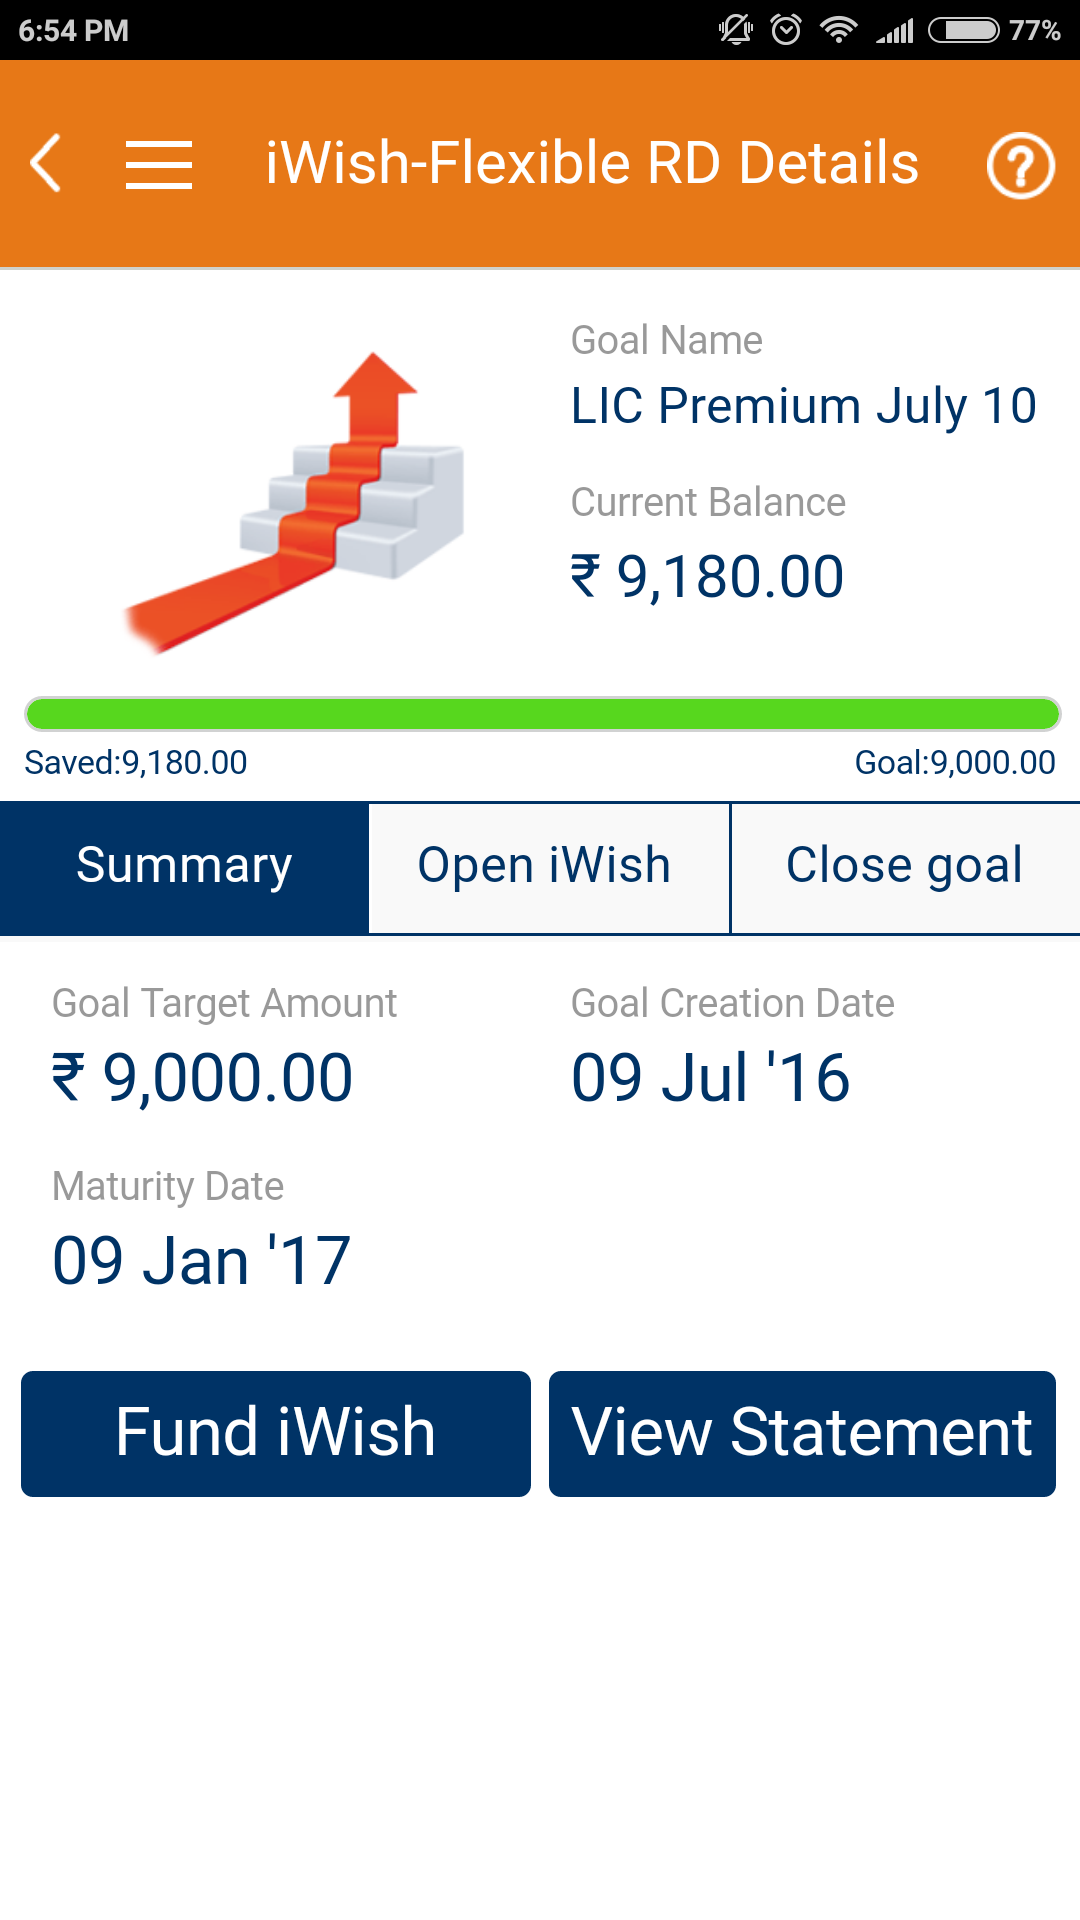 6:54 PM 77%
iWish-Flexible RD Details
Goal Name
LIC Premium July 10
Current Balance
₹ 9,180.00
Saved:9,180.00 Goal:9,000.00
Summary Open iWish Close goal
Goal Target Amount Goal Creation Date
₹ 9,000.00 09 Jul '16
Maturity Date
09 Jan '17
Fund iWish View Statement